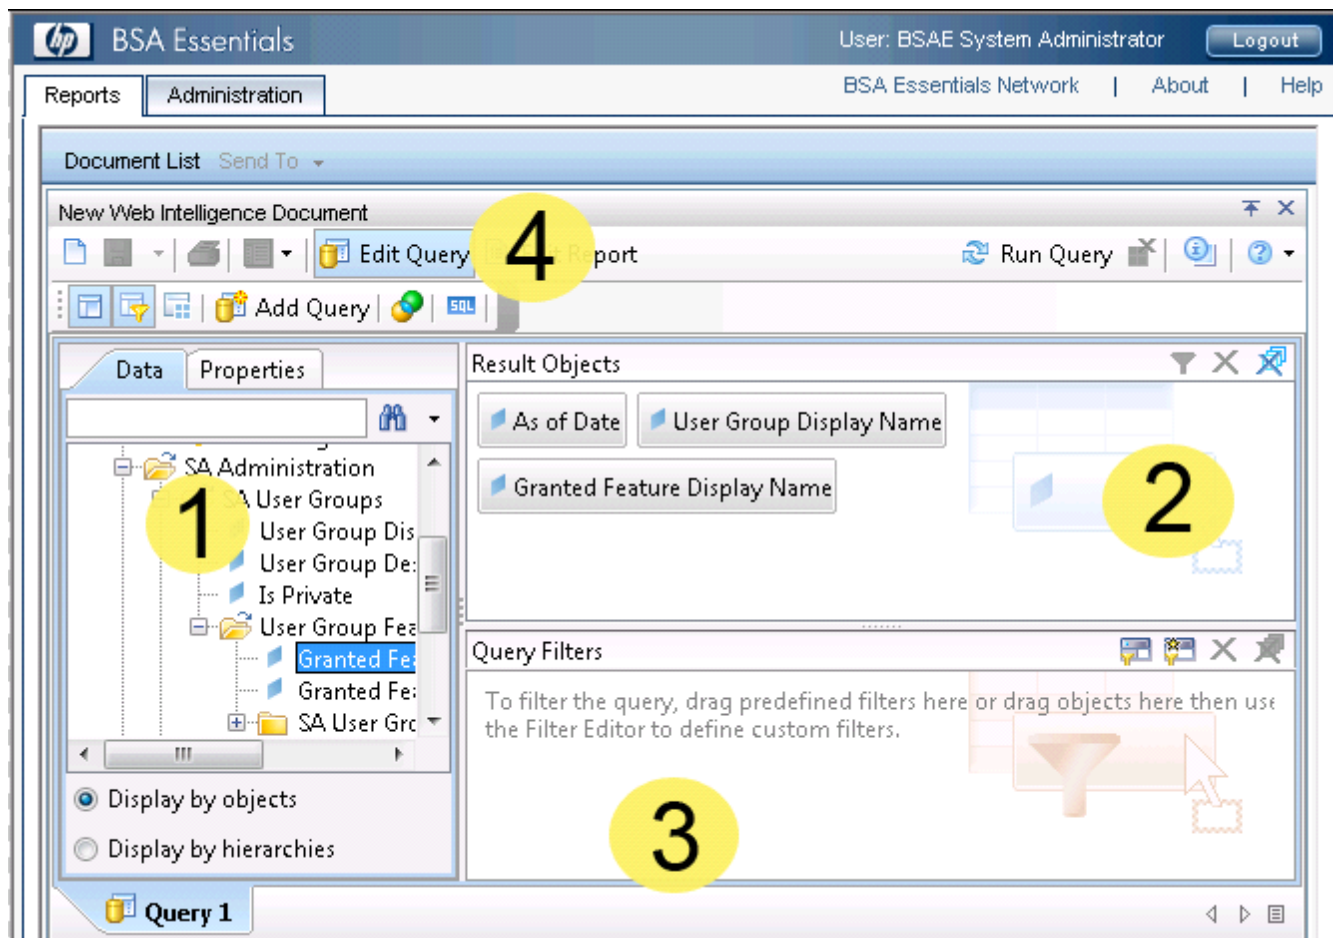 hp BSA Essentials User: BSAE System Administrator Logout
Reports Administration BSA Essentials Network | About | Help
Document List Send To
New Web Intelligence Document
4
Edit Query Report
Run Query
Add Query SQL
Data Properties
Result Objects
As of Date User Group Display Name
Granted Feature Display Name
SA Administration
SA User Groups
User Group Dis
User Group De
Is Private
User Group Fea
Granted Fea
Granted Fea
SA User Grc
1
2
Query Filters
To filter the query, drag predefined filters here or drag objects here then use
the Filter Editor to define custom filters.
3
Display by objects
Display by hierarchies
Query 1